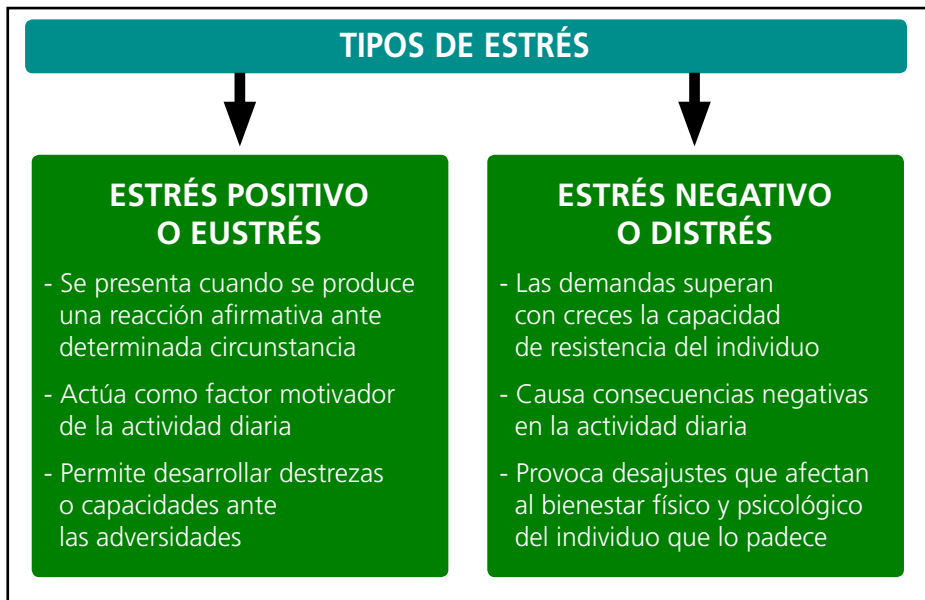 TIPOS DE ESTRÉS
ESTRÉS POSITIVO
O EUSTRÉS
- Se presenta cuando se produce
una reacción afirmativa ante
determinada circunstancia
- Actúa como factor motivador
de la actividad diaria
- Permite desarrollar destrezas
o capacidades ante
las adversidades
ESTRÉS NEGATIVO
O DISTRÉS
- Las demandas superan
con creces la capacidad
de resistencia del individuo
- Causa consecuencias negativas
en la actividad diaria
- Provoca desajustes que afectan
al bienestar físico y psicológico
del individuo que lo padece